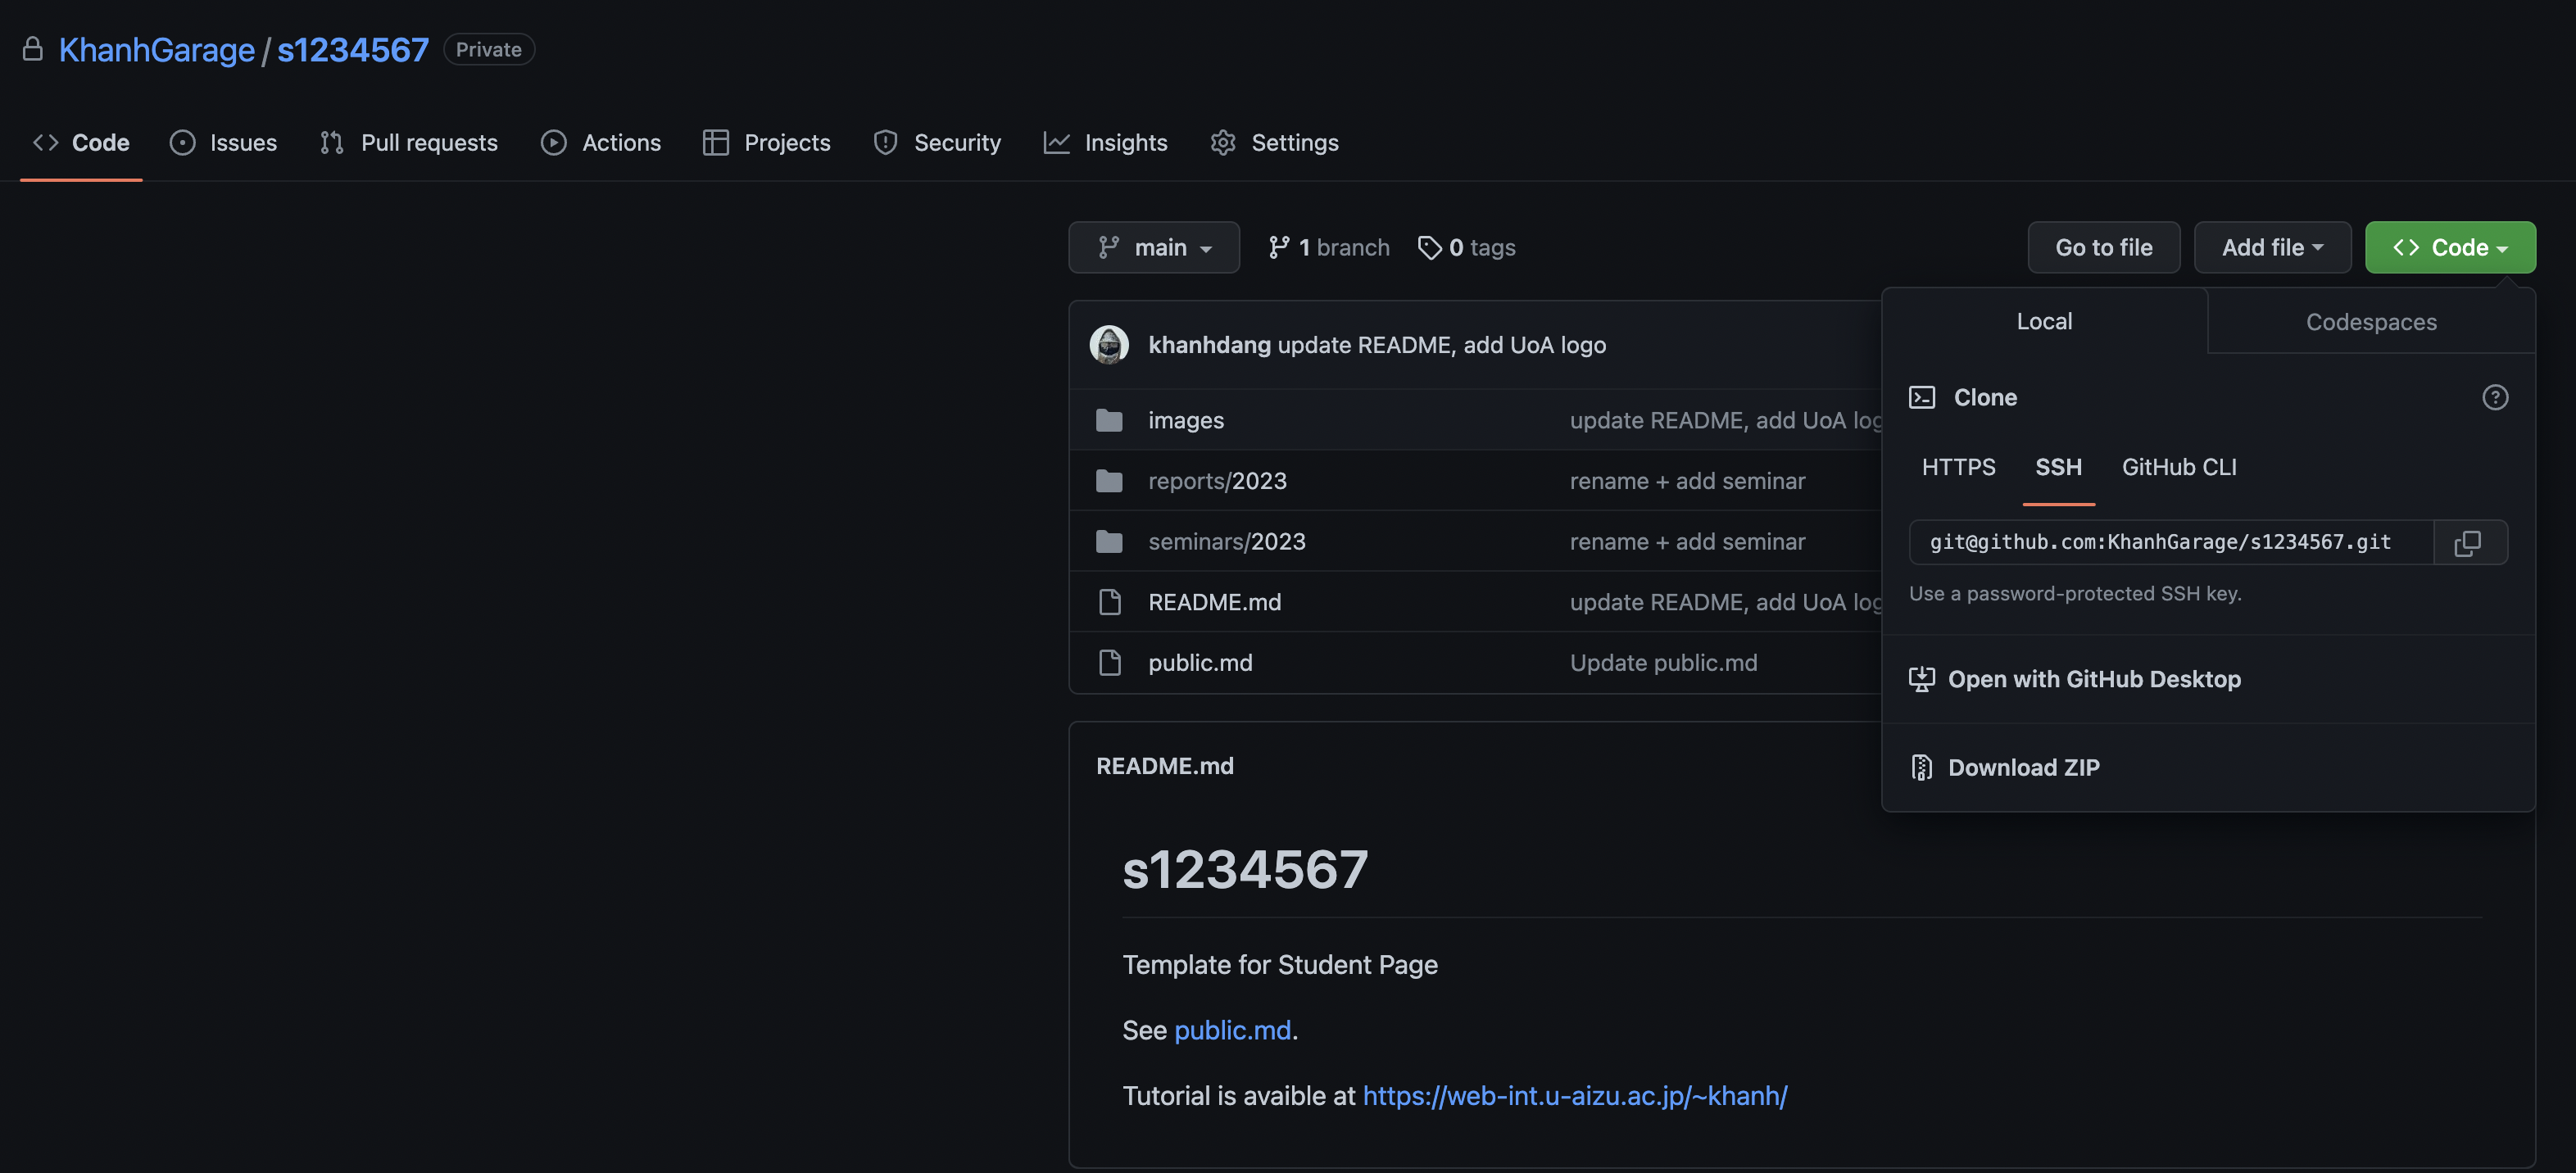 KhanhGarage/s1234567 Private
Code Issues Pull requests Actions Projects Security Insights Settings
main 1 branch 0 tags Go to file Add file Code
Local Codespaces
khanhdang update README, add UoA logo
Clone
images update README, add UoA log
HTTPS SSH GitHub CLI
reports/2023 rename + add seminar
seminars/2023 rename + add seminar
git@github.com:KhanhGarage/s1234567.git
Use a password-protected SSH key.
README.md update README, add UoA log
public.md Update public.md
Open with GitHub Desktop
Download ZIP
README.md
s1234567
Template for Student Page
See public.md.
Tutorial is avaible at https://web-int.u-aizu.ac.jp/~khanh/